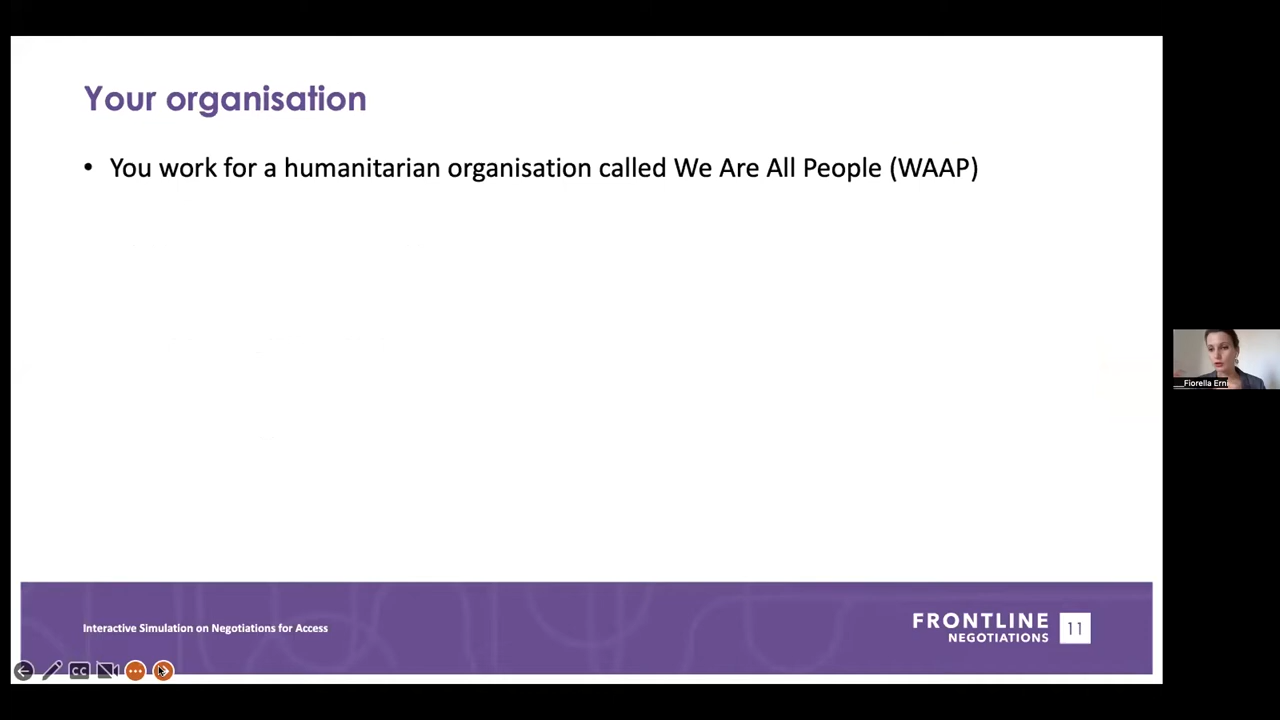 Your organisation
• You work for a humanitarian organisation called We Are All People (WAAP)
Fiorella Erni
Interactive Simulation on Negotiations for Access
FRONTLINE
NEGOTIATIONS
11
CC